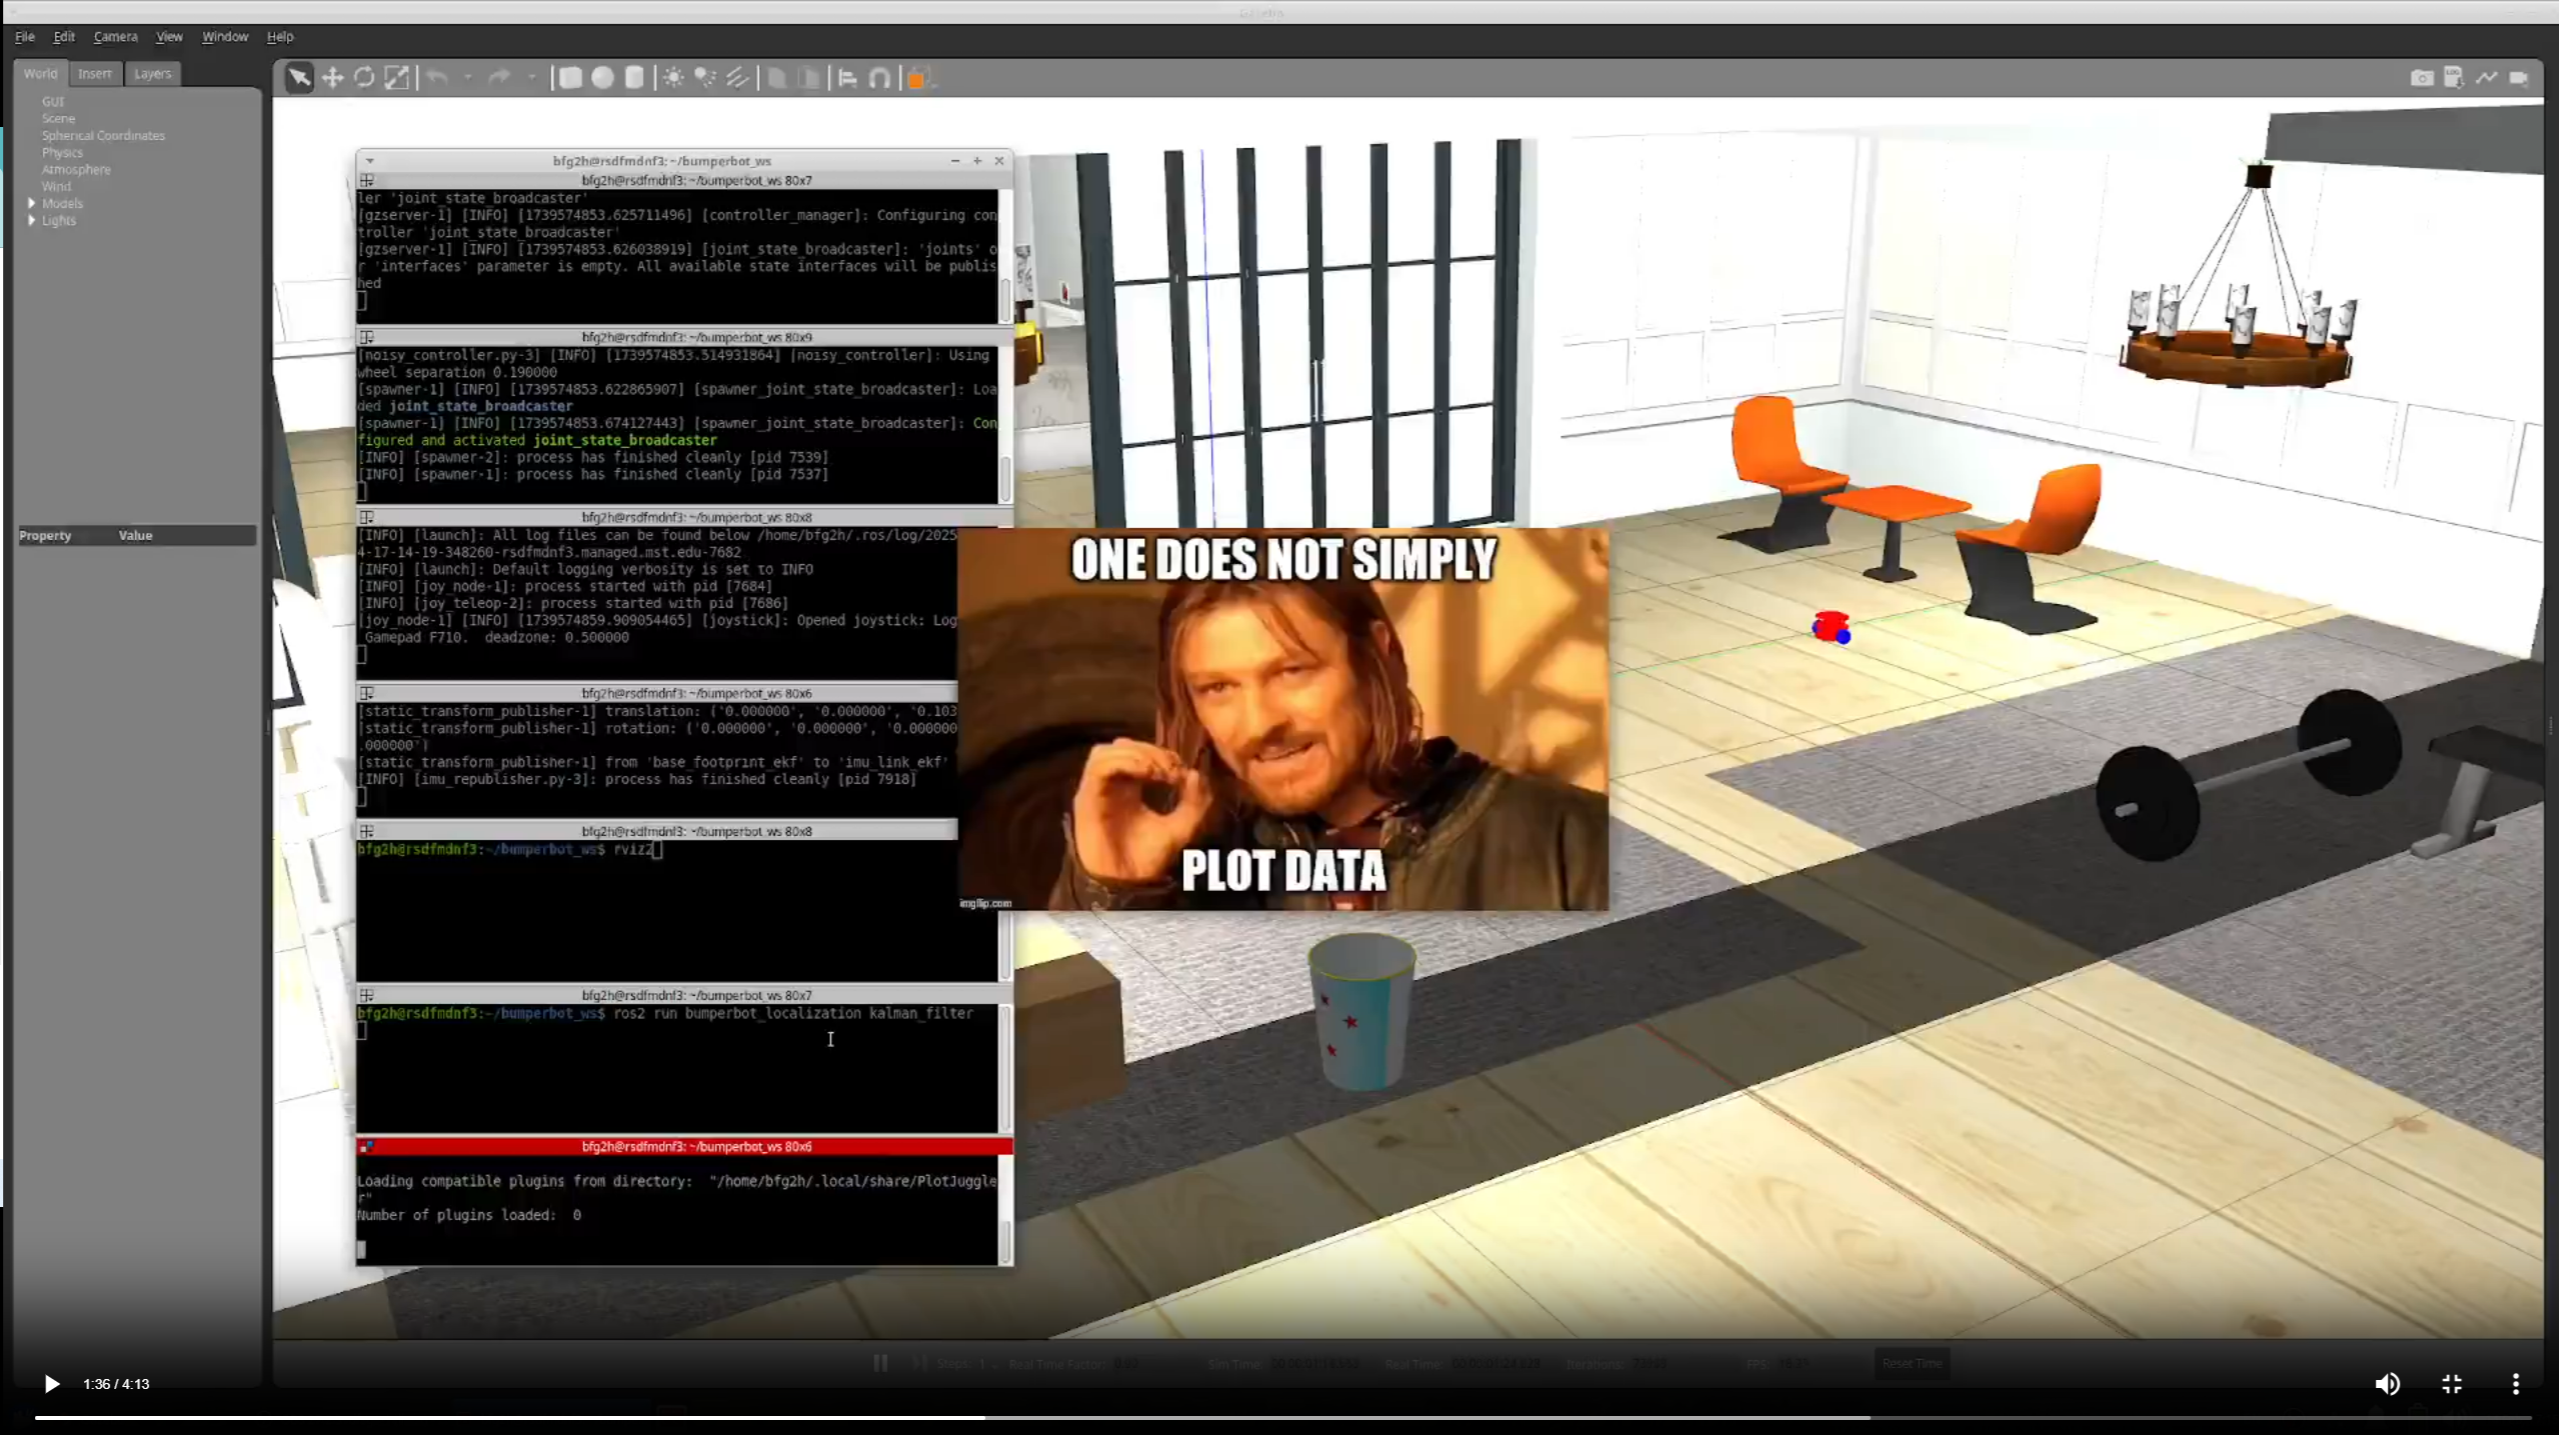 File Edit Camera View Window Help
World Insert Layers
GUI
Scene
Spherical Coordinates
Physics
Atmosphere
Wind
Models
Lights
Property Value
bfg2h@rsdfmdnf3: ~/bumperbot_ws
bfg2h@rsdfmdnf3: ~/bumperbot_ws 80x7
ler 'joint_state_broadcaster'
[gzserver-1] [INFO] [1739574853.625711496] [controller_manager]: Configuring con
troller 'joint_state_broadcaster'
[gzserver-1] [INFO] [1739574853.626038919] [joint_state_broadcaster]: 'joints' o
r 'interfaces' parameter is empty. All available state interfaces will be publis
hed
bfg2h@rsdfmdnf3: ~/bumperbot_ws 80x9
[noisy_controller.py-3] [INFO] [1739574853.514931864] [noisy_controller]: Using
wheel separation 0.190000
[spawner-1] [INFO] [1739574853.622865907] [spawner_joint_state_broadcaster]: Loa
ded joint_state_broadcaster
[spawner-1] [INFO] [1739574853.674127443] [spawner_joint_state_broadcaster]: Con
figured and activated joint_state_broadcaster
[INFO] [spawner-2]: process has finished cleanly [pid 7539]
[INFO] [spawner-1]: process has finished cleanly [pid 7537]
bfg2h@rsdfmdnf3: ~/bumperbot_ws 80x8
[INFO] [launch]: All log files can be found below /home/bfg2h/.ros/log/2025
4-17-14-19-348260-rsdfmdnf3.managed.mst.edu-7682
[INFO] [launch]: Default logging verbosity is set to INFO
[INFO] [joy_node-1]: process started with pid [7684]
[INFO] [joy_teleop-2]: process started with pid [7686]
[joy_node-1] [INFO] [1739574859.909054465] [joystick]: Opened joystick: Log
Gamepad F710. deadzone: 0.500000
bfg2h@rsdfmdnf3: ~/bumperbot_ws 80x6
[static_transform_publisher-1] translation: ('0.000000', '0.000000', '0.103
[static_transform_publisher-1] rotation: ('0.000000', '0.000000', '0.000000
.000000')
[static_transform_publisher-1] from 'base_footprint_ekf' to 'imu_link_ekf'
[INFO] [imu_republisher.py-3]: process has finished cleanly [pid 7918]
bfg2h@rsdfmdnf3: ~/bumperbot_ws 80x8
bfg2h@rsdfmdnf3:~/bumperbot_ws$ rviz2
bfg2h@rsdfmdnf3: ~/bumperbot_ws 80x7
bfg2h@rsdfmdnf3:~/bumperbot_ws$ ros2 run bumperbot_localization kalman_filter
bfg2h@rsdfmdnf3: ~/bumperbot_ws 80x6
Loading compatible plugins from directory: "/home/bfg2h/.local/share/PlotJuggle
r"
Number of plugins loaded: 0
ONE DOES NOT SIMPLY
PLOT DATA
imgflip.com
Steps: 1 Real Time Factor: Sim Time: Real Time: Iterations: FPS: Reset Time
1:36 / 4:13